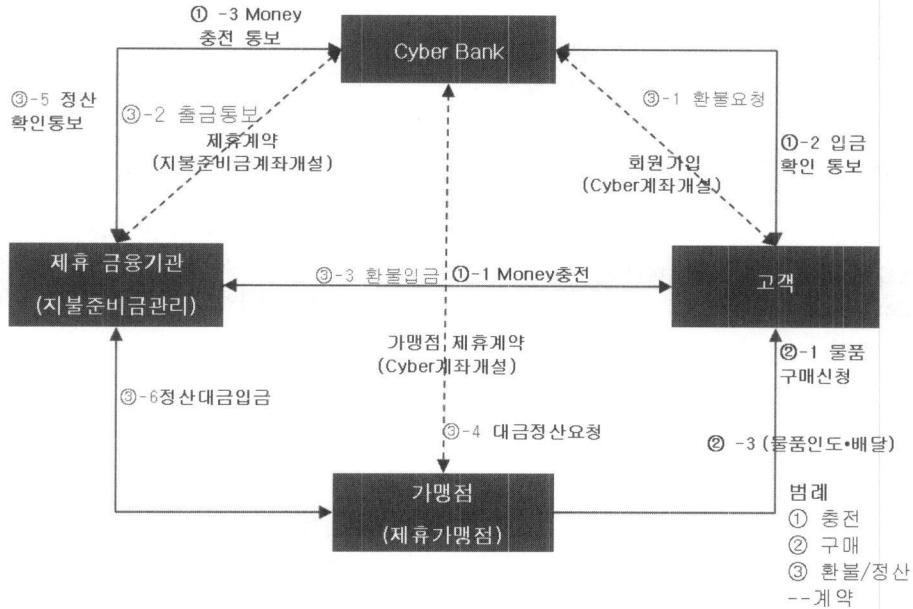 ① -3 Money
충전 통보
Cyber Bank
③-5 정산
확인통보
③-2 출금통보
제휴계약
(지불준비금계좌개설)
③-1 환불요청
①-2 입금
확인 통보
회원가입
(Cyber계좌개설)
제휴 금융기관
(지불준비금관리)
③-3 환불입금
①-1 Money충전
고객
가맹점 제휴계약
(Cyber계좌개설)
②-1 물품
구매신청
③-6정산대금입금
③-4 대금정산요청
② -3 (물품인도•배달)
가맹점
(제휴가맹점)
범례
① 충전
② 구매
③ 환불/정산
--계약